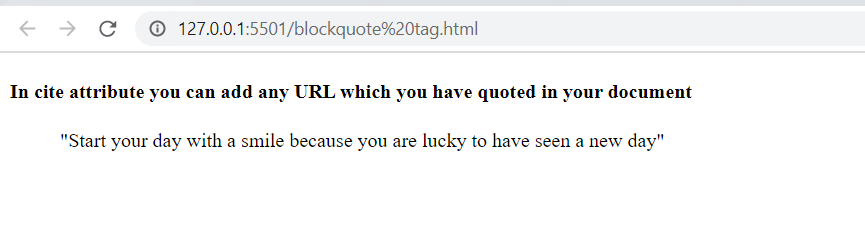 127.0.0.1:5501/blockquote%20tag.html
In cite attribute you can add any URL which you have quoted in your document
"Start your day with a smile because you are lucky to have seen a new day"